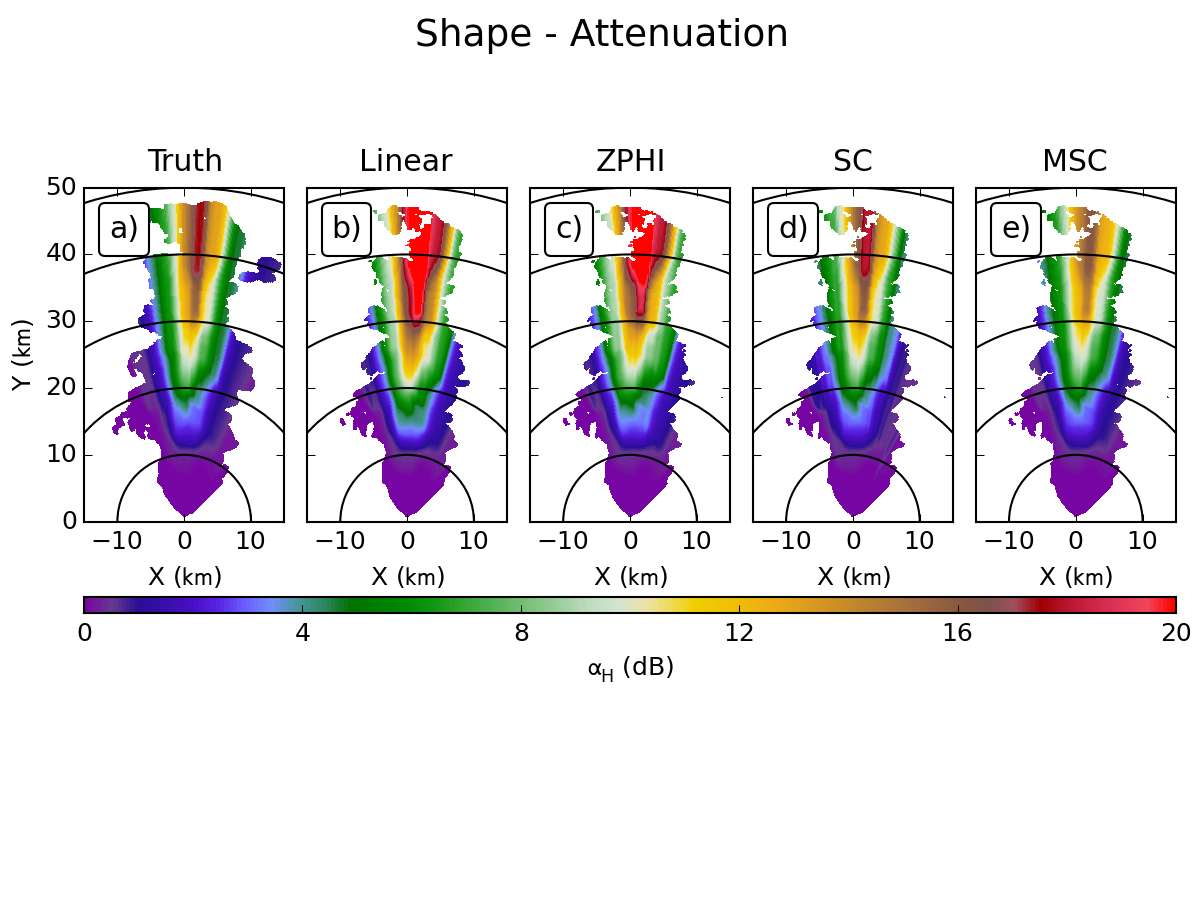 Shape - Attenuation
Truth Linear ZPHI SC MSC
a) b) c) d) e)
50
40
30
20
10
0
Y (km)
−10 0 10 −10 0 10 −10 0 10 −10 0 10 −10 0 10
X (km) X (km) X (km) X (km) X (km)
0 4 8 12 16 20
αH (dB)